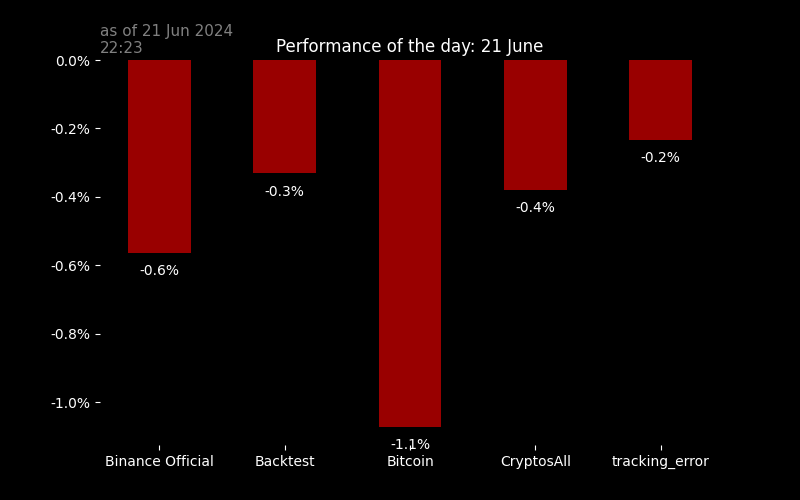 as of 21 Jun 2024
22:23
Performance of the day: 21 June
0.0%
-0.2%
-0.4%
-0.6%
-0.8%
-1.0%
-0.6%
-0.3%
-1.1%
-0.4%
-0.2%
Binance Official
Backtest
Bitcoin
CryptosAll
tracking_error